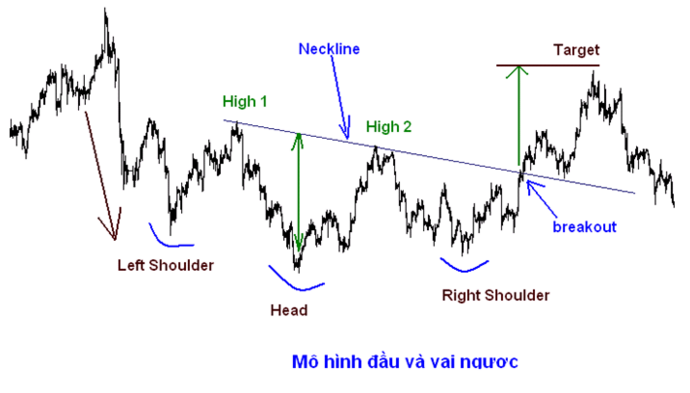 Neckline
Target
High 1
High 2
breakout
Left Shoulder
Right Shoulder
Head
Mô hình đầu và vai ngược